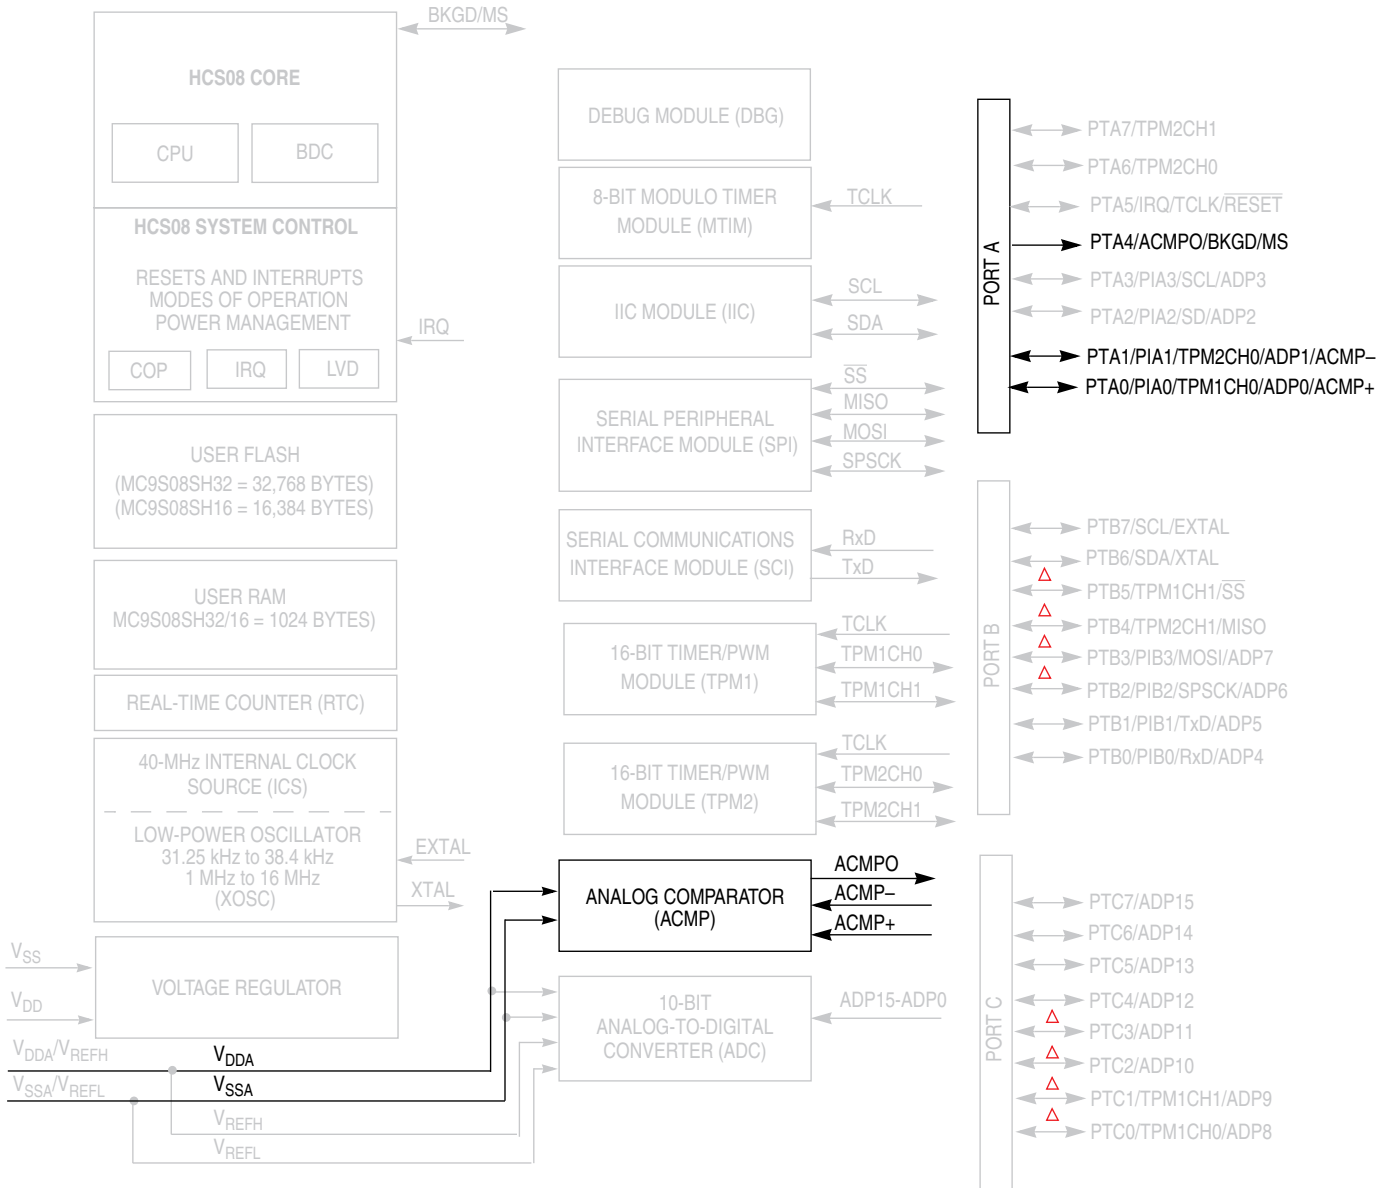 BKGD/MS
HCS08 CORE
CPU
BDC
HCS08 SYSTEM CONTROL
RESETS AND INTERRUPTS
MODES OF OPERATION
POWER MANAGEMENT
IRQ
COP
IRQ
LVD
USER FLASH
(MC9S08SH32 = 32,768 BYTES)
(MC9S08SH16 = 16,384 BYTES)
USER RAM
MC9S08SH32/16 = 1024 BYTES)
REAL-TIME COUNTER (RTC)
40-MHz INTERNAL CLOCK
SOURCE (ICS)
LOW-POWER OSCILLATOR
31.25 kHz to 38.4 kHz
1 MHz to 16 MHz
(XOSC)
EXTAL
XTAL
VSS
VDD
VOLTAGE REGULATOR
VDDA/VREFH
VDDA
VSSA/VREFL
VSSA
VREFH
VREFL
DEBUG MODULE (DBG)
8-BIT MODULO TIMER
MODULE (MTIM)
TCLK
IIC MODULE (IIC)
SCL
SDA
SERIAL PERIPHERAL
INTERFACE MODULE (SPI)
SS
MISO
MOSI
SPSCK
SERIAL COMMUNICATIONS
INTERFACE MODULE (SCI)
RxD
TxD
16-BIT TIMER/PWM
MODULE (TPM1)
TCLK
TPM1CH0
TPM1CH1
16-BIT TIMER/PWM
MODULE (TPM2)
TCLK
TPM2CH0
TPM2CH1
ANALOG COMPARATOR
(ACMP)
ACMPO
ACMP–
ACMP+
10-BIT
ANALOG-TO-DIGITAL
CONVERTER (ADC)
ADP15-ADP0
PORT A
PTA7/TPM2CH1
PTA6/TPM2CH0
PTA5/IRQ/TCLK/RESET
PTA4/ACMPO/BKGD/MS
PTA3/PIA3/SCL/ADP3
PTA2/PIA2/SD/ADP2
PTA1/PIA1/TPM2CH0/ADP1/ACMP–
PTA0/PIA0/TPM1CH0/ADP0/ACMP+
PORT B
PTB7/SCL/EXTAL
PTB6/SDA/XTAL
PTB5/TPM1CH1/SS
PTB4/TPM2CH1/MISO
PTB3/PIB3/MOSI/ADP7
PTB2/PIB2/SPSCK/ADP6
PTB1/PIB1/TxD/ADP5
PTB0/PIB0/RxD/ADP4
PORT C
PTC7/ADP15
PTC6/ADP14
PTC5/ADP13
PTC4/ADP12
PTC3/ADP11
PTC2/ADP10
PTC1/TPM1CH1/ADP9
PTC0/TPM1CH0/ADP8